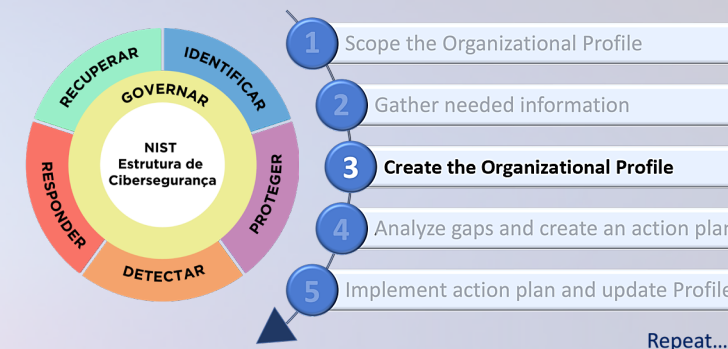 RECUPERAR
IDENTIFICAR
GOVERNAR
NIST
Estrutura de
Cibersegurança
RESPONDER
PROTEGER
DETECTAR
1 Scope the Organizational Profile
2 Gather needed information
3 Create the Organizational Profile
4 Analyze gaps and create an action plan
5 Implement action plan and update Profile
Repeat...